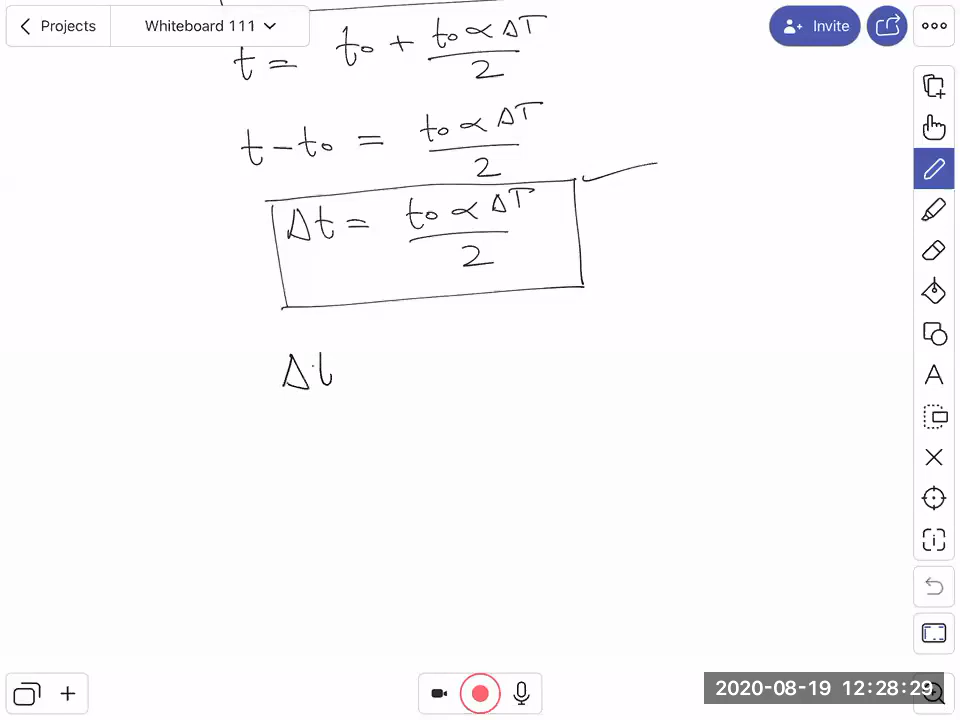 Projects
Whiteboard 111
Invite
t = t₀ + t₀ ∝ ΔT / 2
t - t₀ = t₀ ∝ ΔT / 2
Δt = t₀ ∝ ΔT / 2
Δt
A
2020-08-19 12:28:29